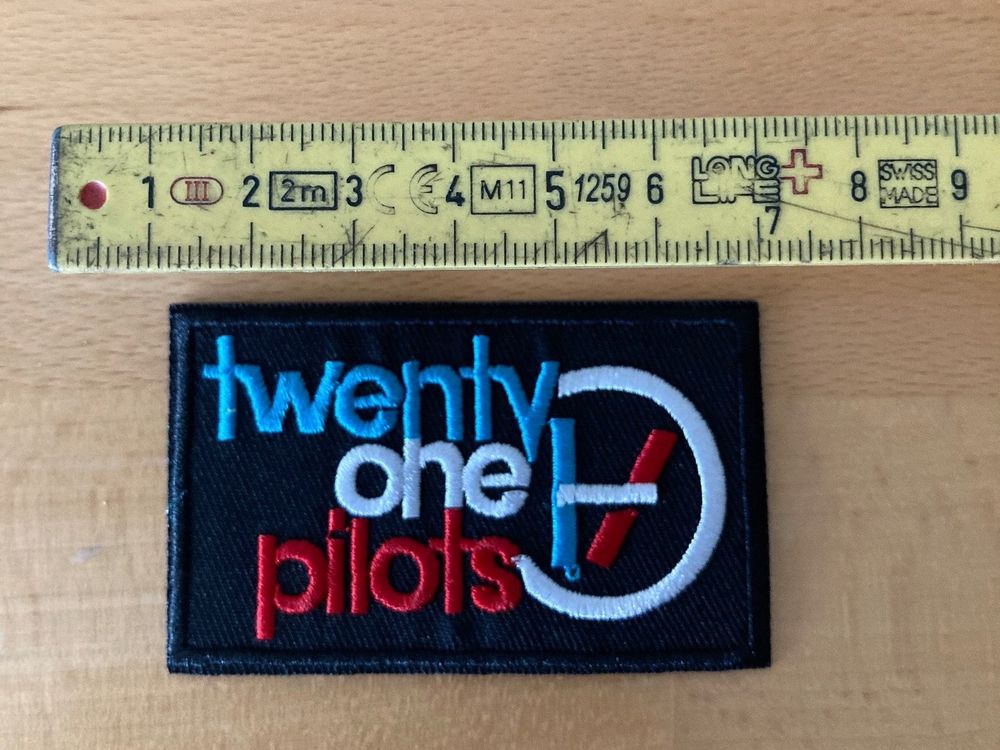 1 III 2 2m 3 CE 4 M11 5 1259 6 LONG LIFE 7 8 SWISS MADE 9
twenty
one
pilots